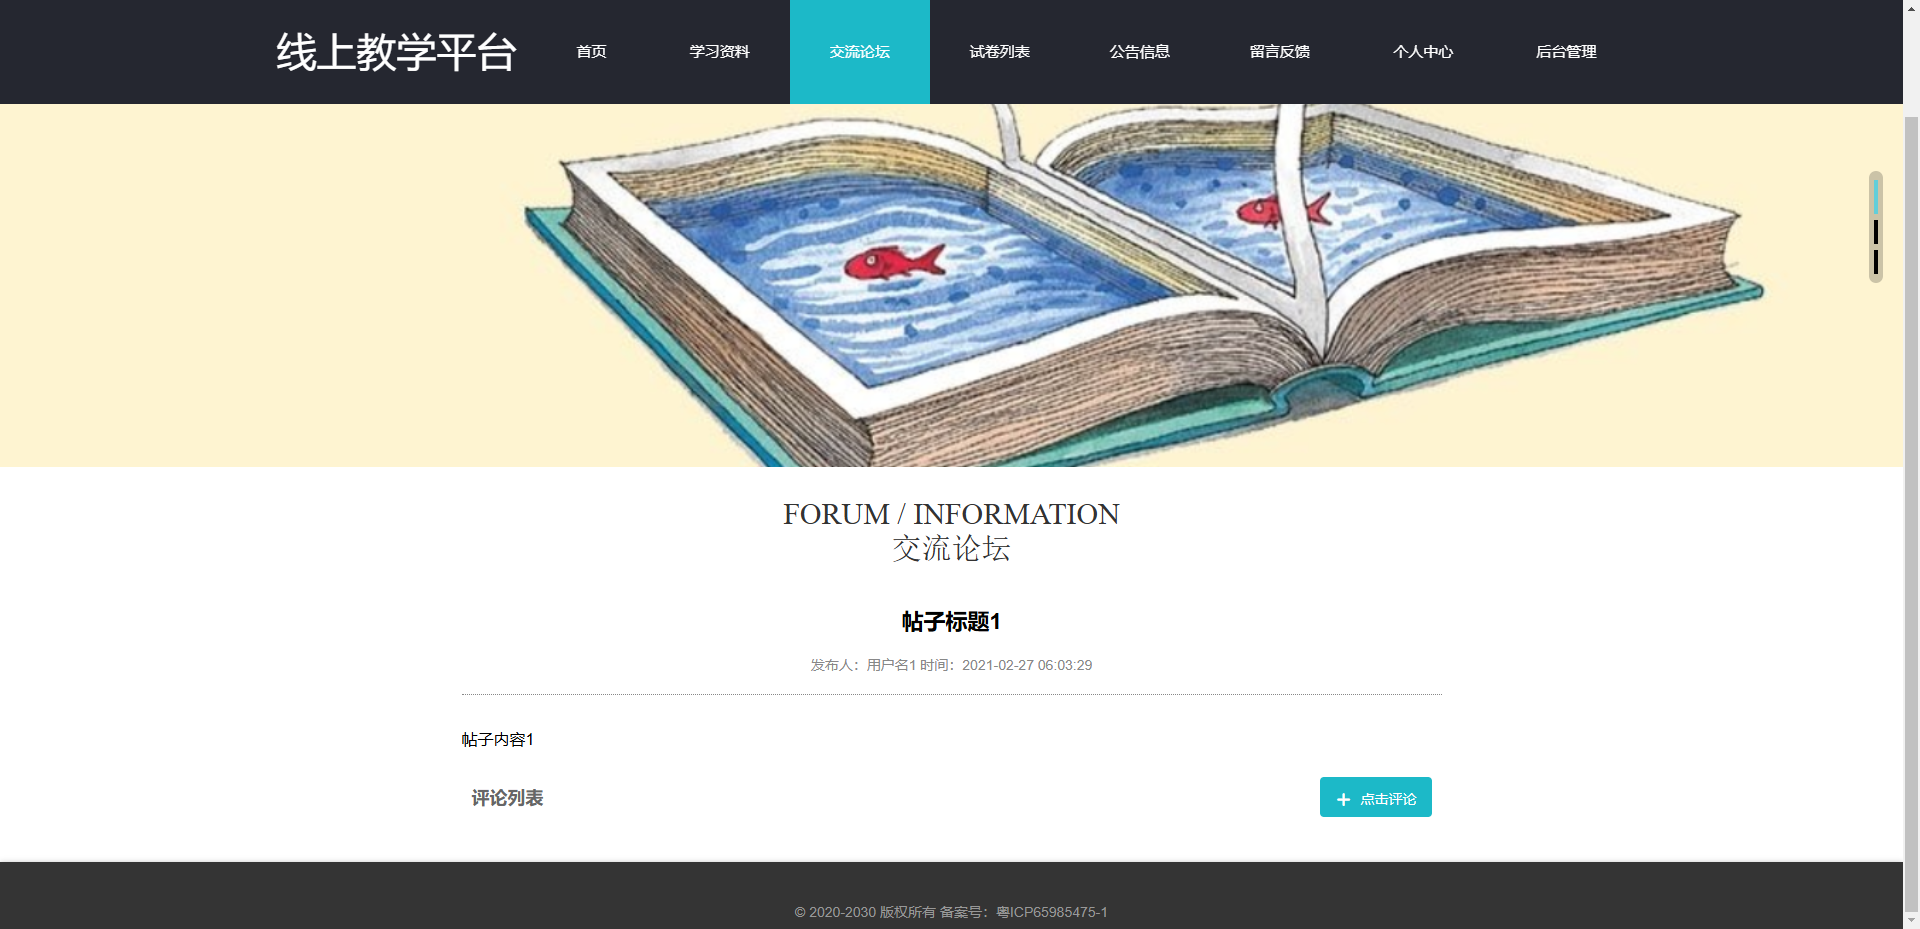 线上教学平台
首页 学习资料 交流论坛 试卷列表 公告信息 留言反馈 个人中心 后台管理
FORUM / INFORMATION
交流论坛
帖子标题1
发布人：用户名1 时间：2021-02-27 06:03:29
帖子内容1
评论列表 点击评论
© 2020-2030 版权所有 备案号：粤ICP65985475-1